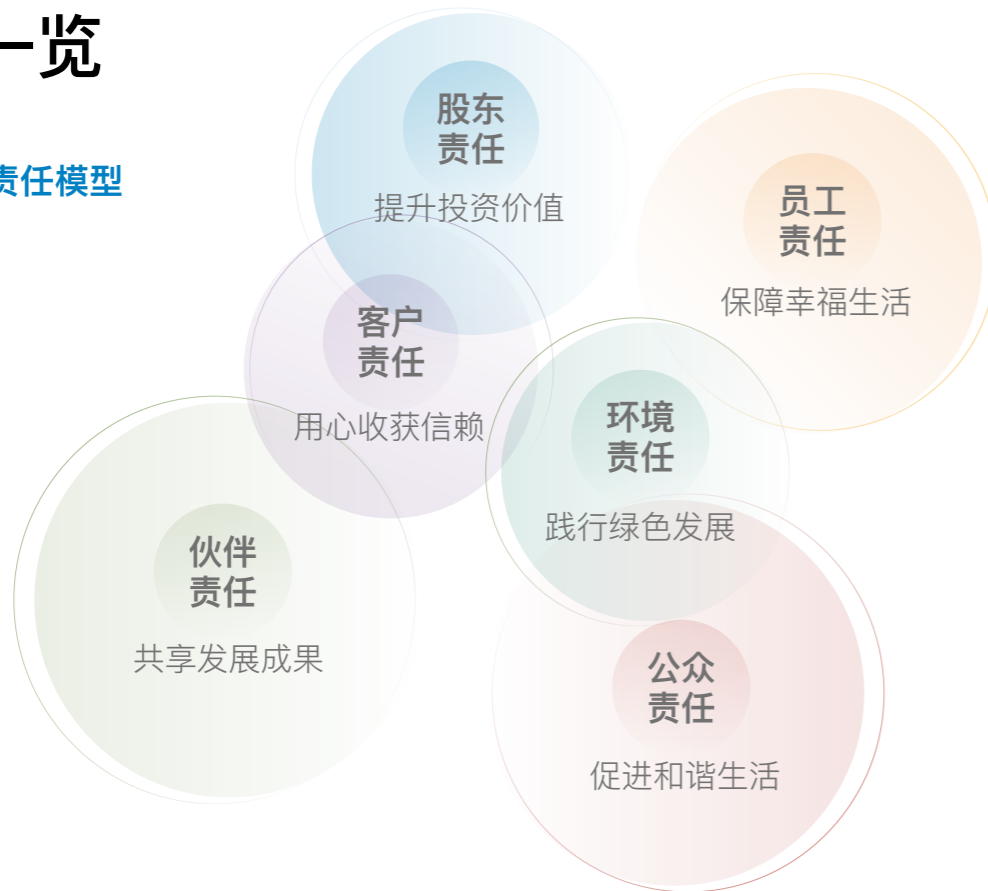 一览
责任模型
股东
责任
提升投资价值
员工
责任
保障幸福生活
客户
责任
用心收获信赖
环境
责任
践行绿色发展
伙伴
责任
共享发展成果
公众
责任
促进和谐生活